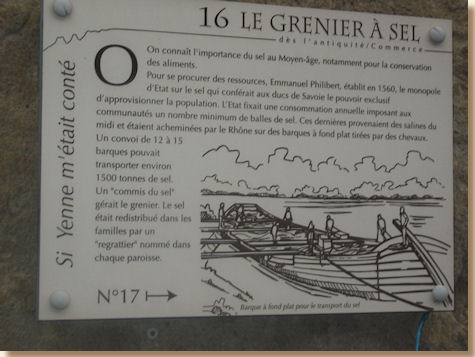 16 LE GRENIER À SEL
dès l'antiquité/Commerce
On connaît l'importance du sel au Moyen-âge, notamment pour la conservation
des aliments.
Pour se procurer des ressources, Emmanuel Philibert, établit en 1560, le monopole
d'Etat sur le sel qui conférait aux ducs de Savoie le pouvoir exclusif
d'approvisionner la population. L'Etat fixait une consommation annuelle imposant aux
communautés un nombre minimum de balles de sel. Ces dernières provenaient des salines du
midi et étaient acheminées par le Rhône sur des barques à fond plat tirées par des chevaux.
Un convoi de 12 à 15
barques pouvait
transporter environ
1500 tonnes de sel.
Un "commis du sel"
gérait le grenier. Le sel
était redistribué dans les
familles par un
"regrattier" nommé dans
chaque paroisse.
N°17
Barque à fond plat pour le transport du sel
Si Yenne m'était conté